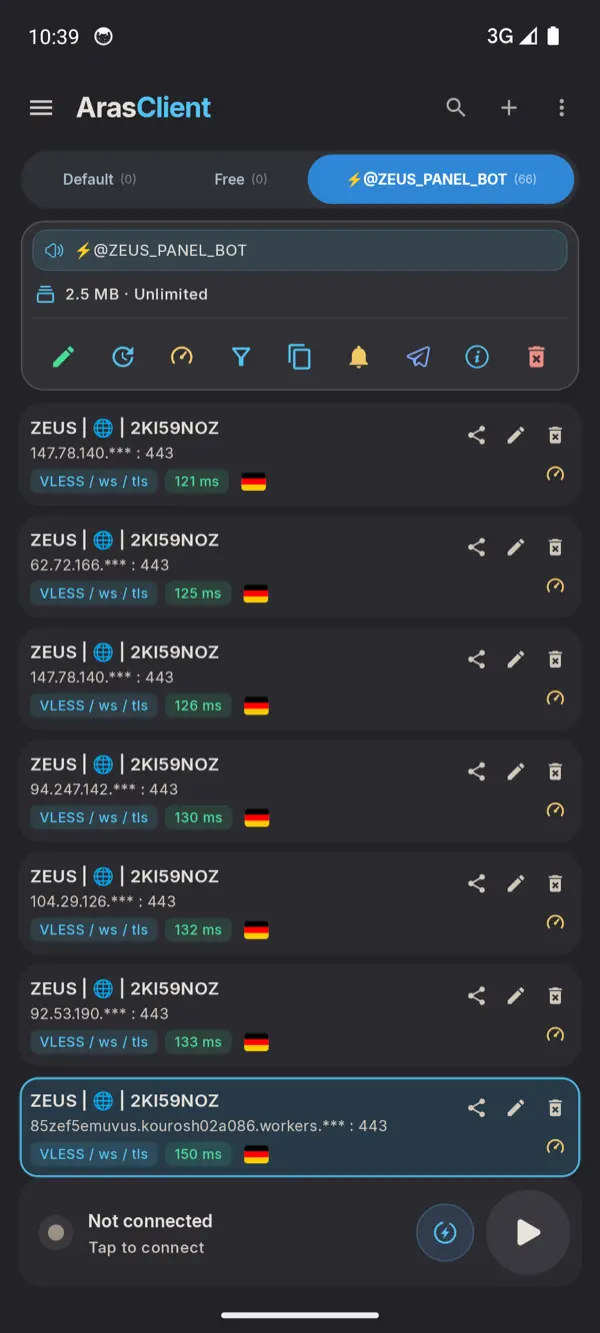 10:39
3G
ArasClient
Default (0)
Free (0)
⚡@ZEUS_PANEL_BOT (66)
⚡@ZEUS_PANEL_BOT
2.5 MB · Unlimited
ZEUS | 🌐 | 2KI59NOZ
147.78.140.*** : 443
VLESS / ws / tls 121 ms
ZEUS | 🌐 | 2KI59NOZ
62.72.166.*** : 443
VLESS / ws / tls 125 ms
ZEUS | 🌐 | 2KI59NOZ
147.78.140.*** : 443
VLESS / ws / tls 126 ms
ZEUS | 🌐 | 2KI59NOZ
94.247.142.*** : 443
VLESS / ws / tls 130 ms
ZEUS | 🌐 | 2KI59NOZ
104.29.126.*** : 443
VLESS / ws / tls 132 ms
ZEUS | 🌐 | 2KI59NOZ
92.53.190.*** : 443
VLESS / ws / tls 133 ms
ZEUS | 🌐 | 2KI59NOZ
85zef5emuvus.kourosh02a086.workers.*** : 443
VLESS / ws / tls 150 ms
Not connected
Tap to connect